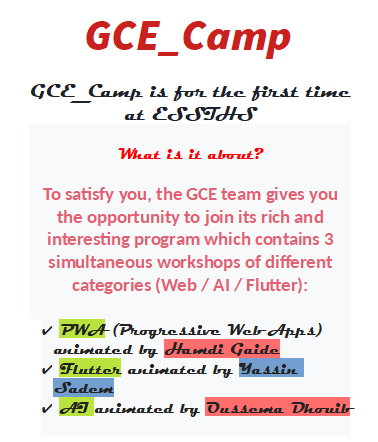 GCE_Camp
GCE_Camp is for the first time
at ESSTHS
What is it about?
To satisfy you, the GCE team gives you
the opportunity to join its rich and
interesting program which contains 3
simultaneous workshops of different
categories (Web / AI / Flutter):
✓ PWA (Progressive Web Apps)
animated by Hamdi Gaide
✓ Flutter animated by Yassin
Sadem
✓ AI animated by Oussema Dhouib